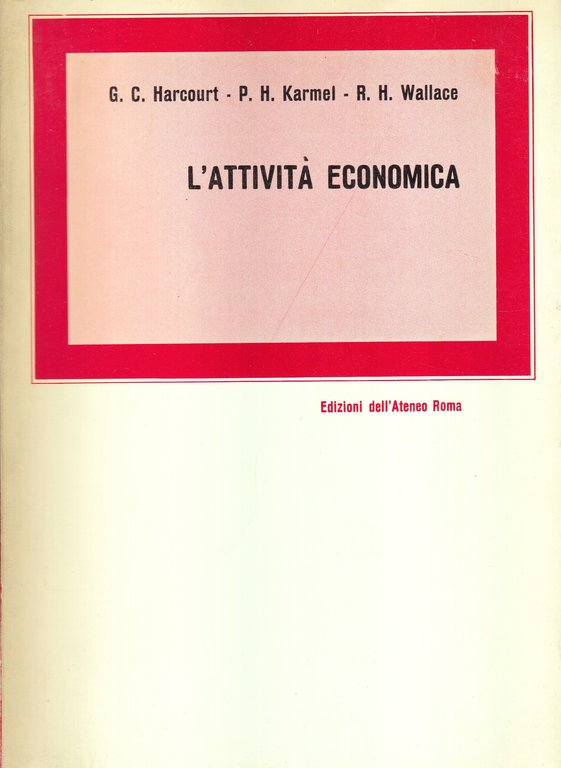 G. C. Harcourt - P. H. Karmel - R. H. Wallace
L'ATTIVITÀ ECONOMICA
Edizioni dell'Ateneo Roma